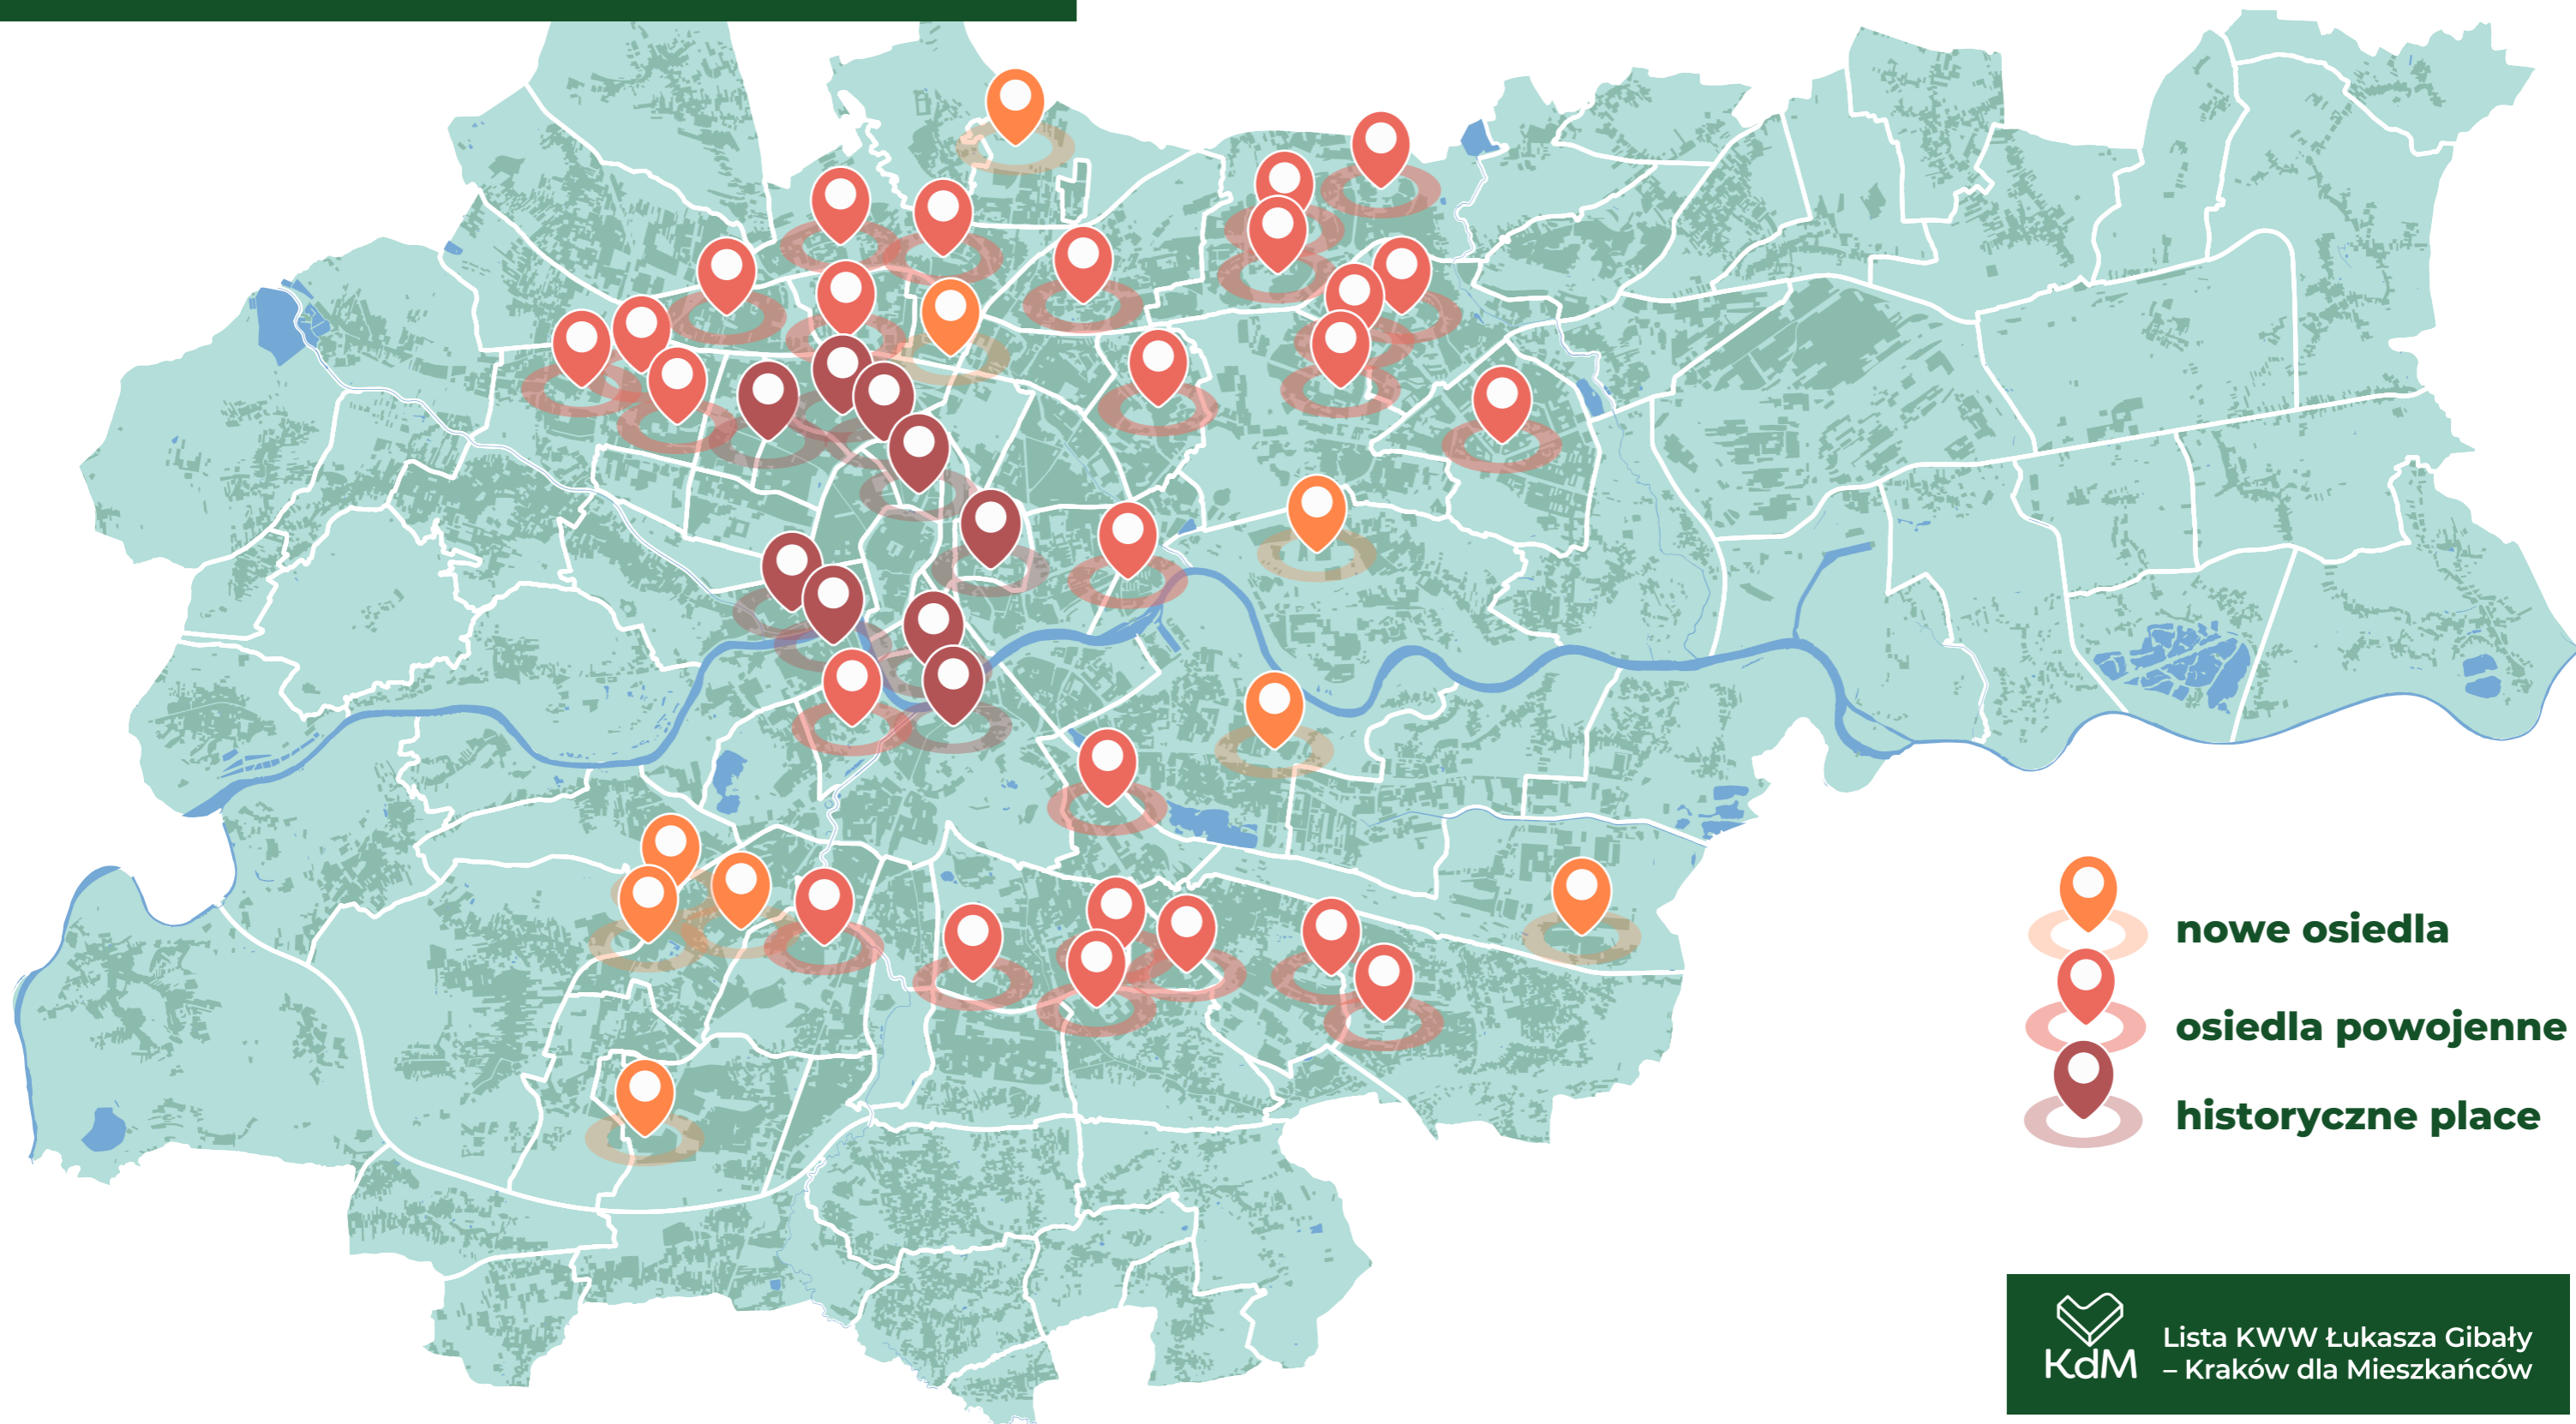 nowe osiedla
osiedla powojenne
historyczne place
KdM
Lista KWW Łukasza Gibały
– Kraków dla Mieszkańców